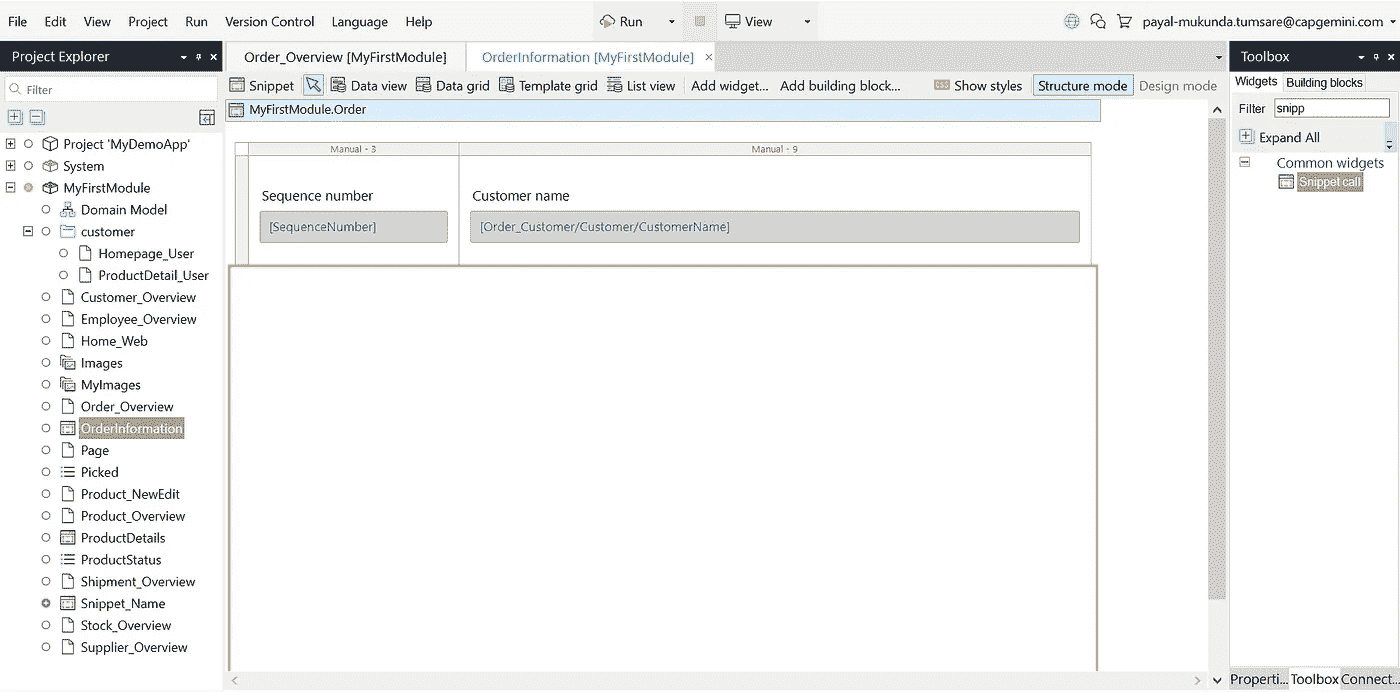 File Edit View Project Run Version Control Language Help Run View payal-mukunda.tumsare@capgemini.com
Project Explorer
Filter
Project 'MyDemoApp'
System
MyFirstModule
Domain Model
customer
Homepage_User
ProductDetail_User
Customer_Overview
Employee_Overview
Home_Web
Images
MyImages
Order_Overview
OrderInformation
Page
Picked
Product_NewEdit
Product_Overview
ProductDetails
ProductStatus
Shipment_Overview
Snippet_Name
Stock_Overview
Supplier_Overview
Order_Overview [MyFirstModule] OrderInformation [MyFirstModule]
Snippet Data view Data grid Template grid List view Add widget... Add building block... CSS Show styles Structure mode Design mode
MyFirstModule.Order
Manual - 3 Manual - 9
Sequence number Customer name
[SequenceNumber] [Order_Customer/Customer/CustomerName]
Toolbox
Widgets Building blocks
Filter snipp
Expand All
Common widgets
Snippet call
Properti... Toolbox Connect...